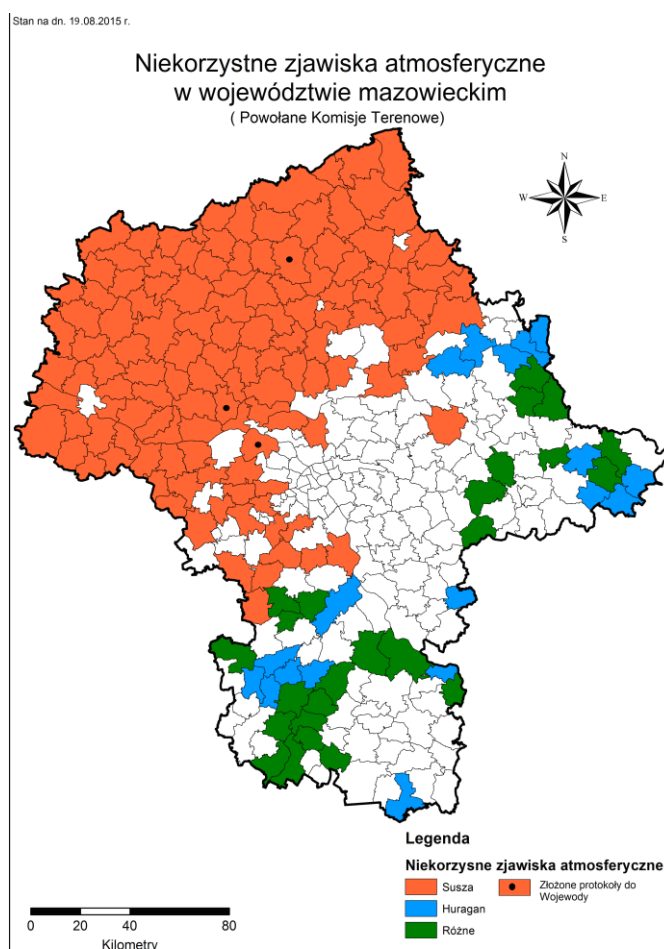 Stan na dn. 19.08.2015 r.
Niekorzystne zjawiska atmosferyczne
w województwie mazowieckim
( Powołane Komisje Terenowe)
N
W E
S
Legenda
Niekorzysne zjawiska atmosferyczne
Susza
Złożone protokoły do
Wojewody
Huragan
Różne
0 20 40 80
Kilometry